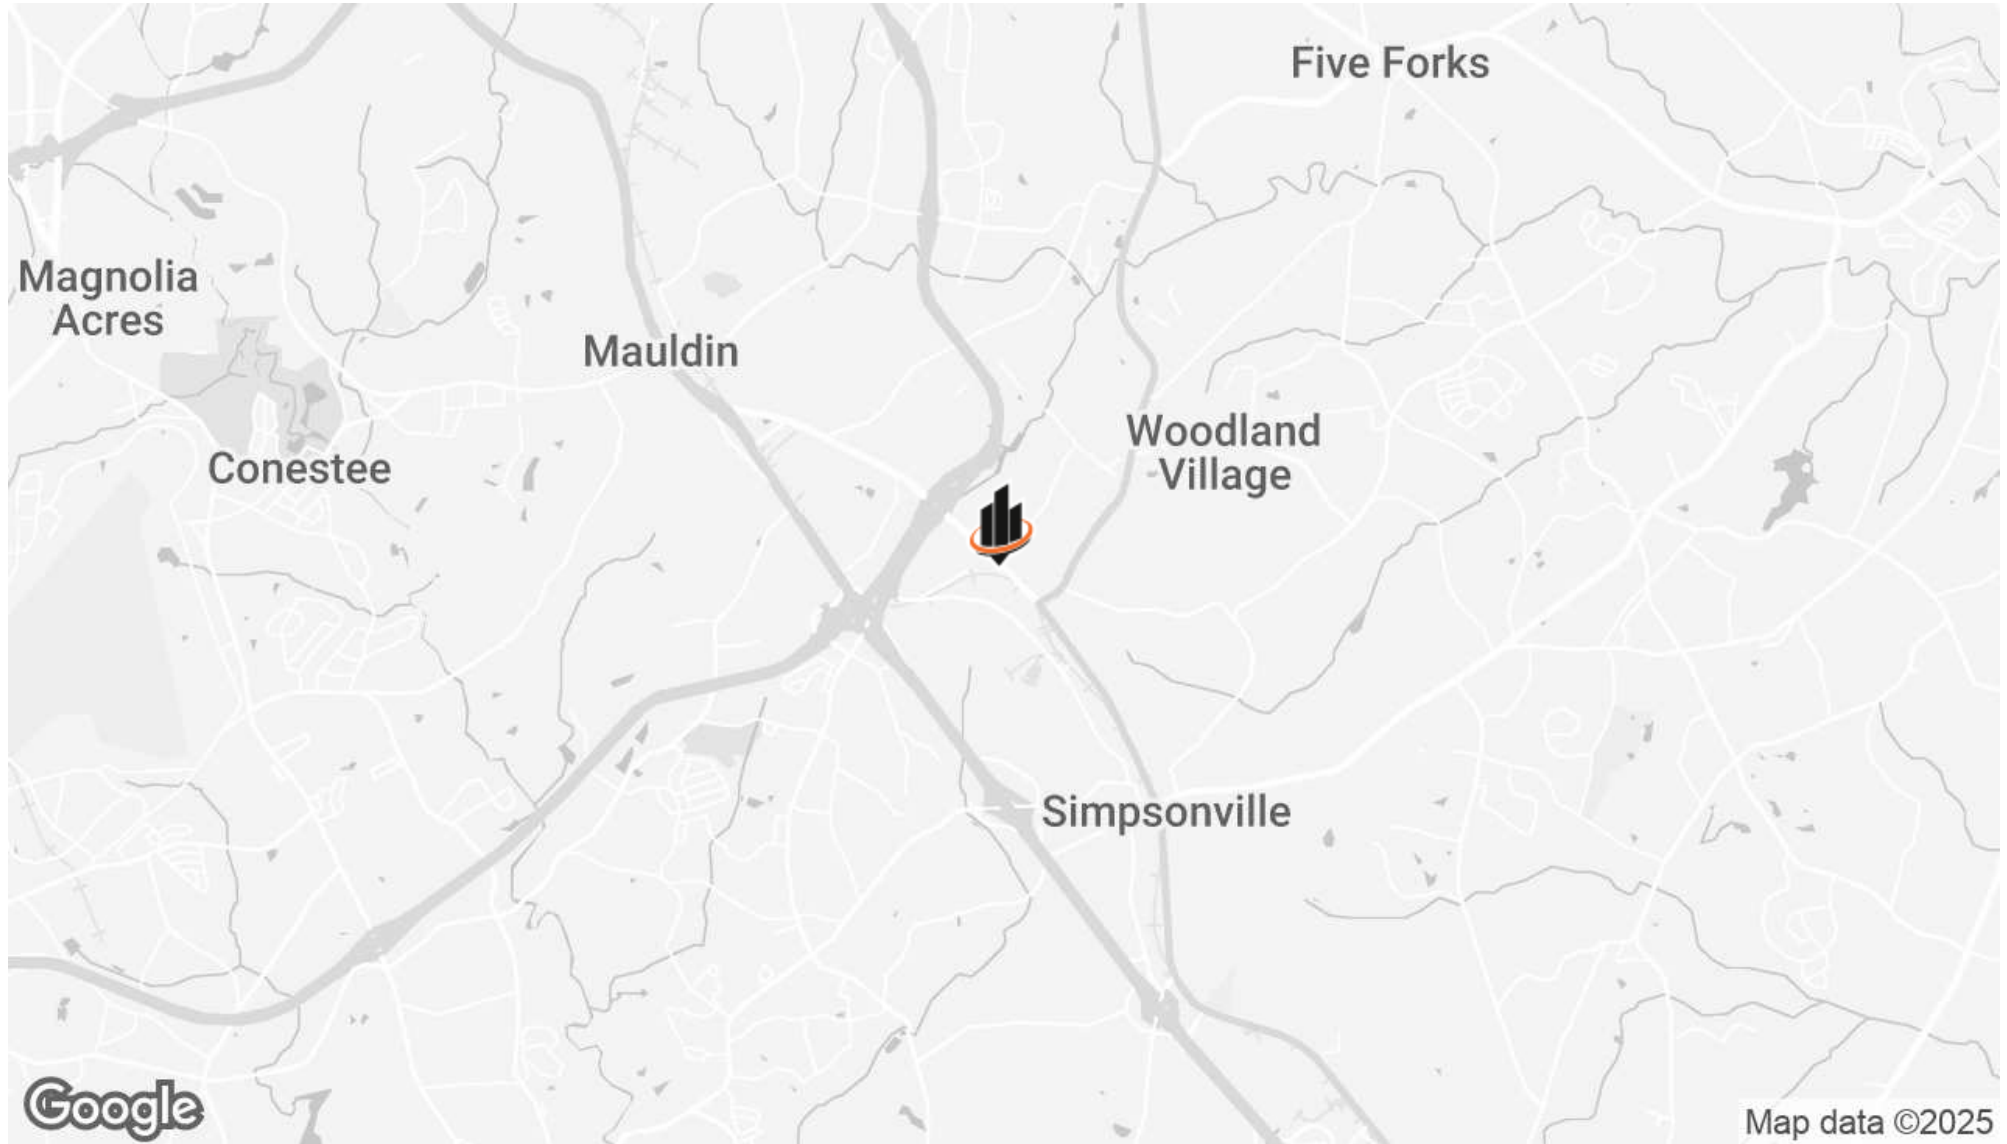 Five Forks
Magnolia
Acres
Mauldin
Woodland
Village
Conestee
Simpsonville
Google
Map data ©2025